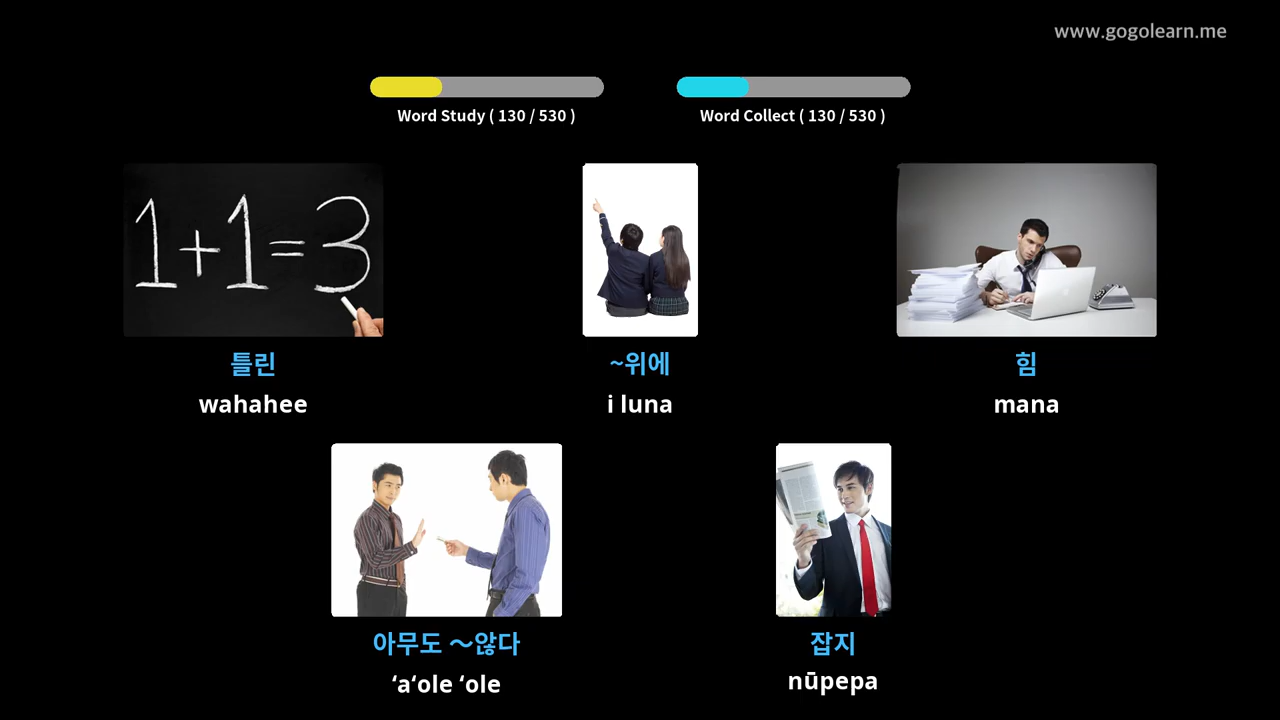 www.gogolearn.me
Word Study ( 130 / 530 )
Word Collect ( 130 / 530 )
1+1=3
틀린
wahahee
~위에
i luna
힘
mana
아무도 ～않다
ʻaʻole ʻole
잡지
nūpepa